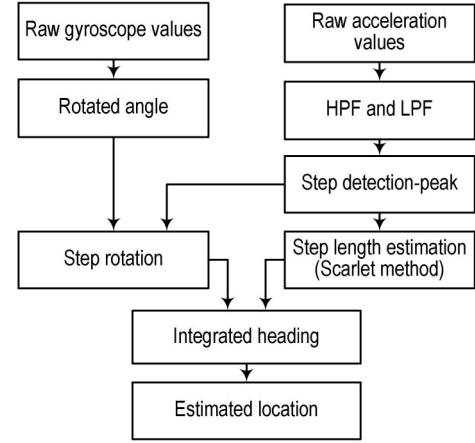 Raw gyroscope values
Raw acceleration
values
Rotated angle
HPF and LPF
Step detection-peak
Step rotation
Step length estimation
(Scarlet method)
Integrated heading
Estimated location